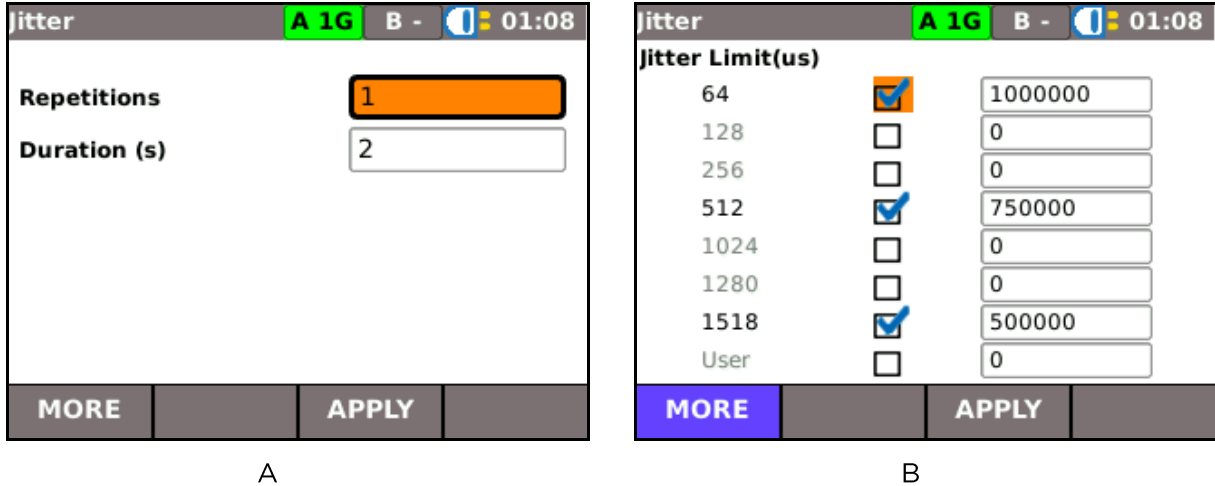 Jitter A 1G B - 01:08
Repetitions 1
Duration (s) 2
MORE APPLY
A
Jitter A 1G B - 01:08
Jitter Limit(us)
64 1000000
128 0
256 0
512 750000
1024 0
1280 0
1518 500000
User 0
MORE APPLY
B